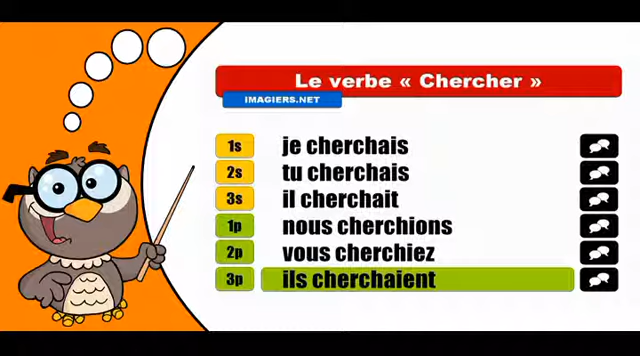 Le verbe « Chercher »
IMAGIERS.NET
1s je cherchais
2s tu cherchais
3s il cherchait
1p nous cherchions
2p vous cherchiez
3p ils cherchaient